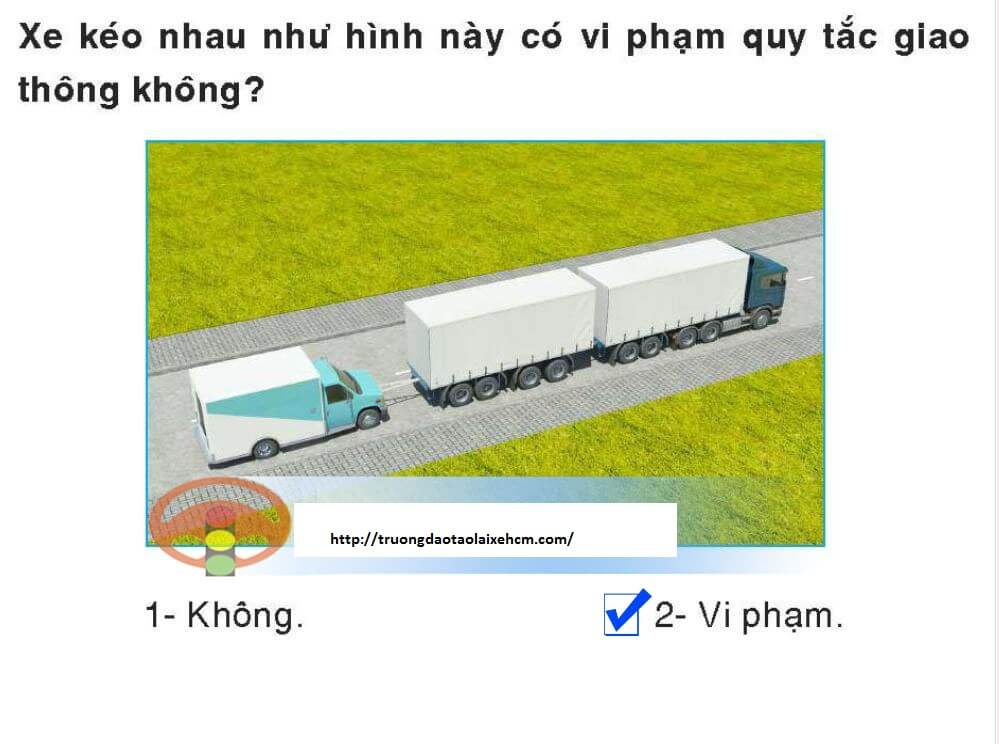 Xe kéo nhau như hình này có vi phạm quy tắc giao
thông không?
http://truongdaotaolaixehcm.com/
1- Không.
2- Vi phạm.